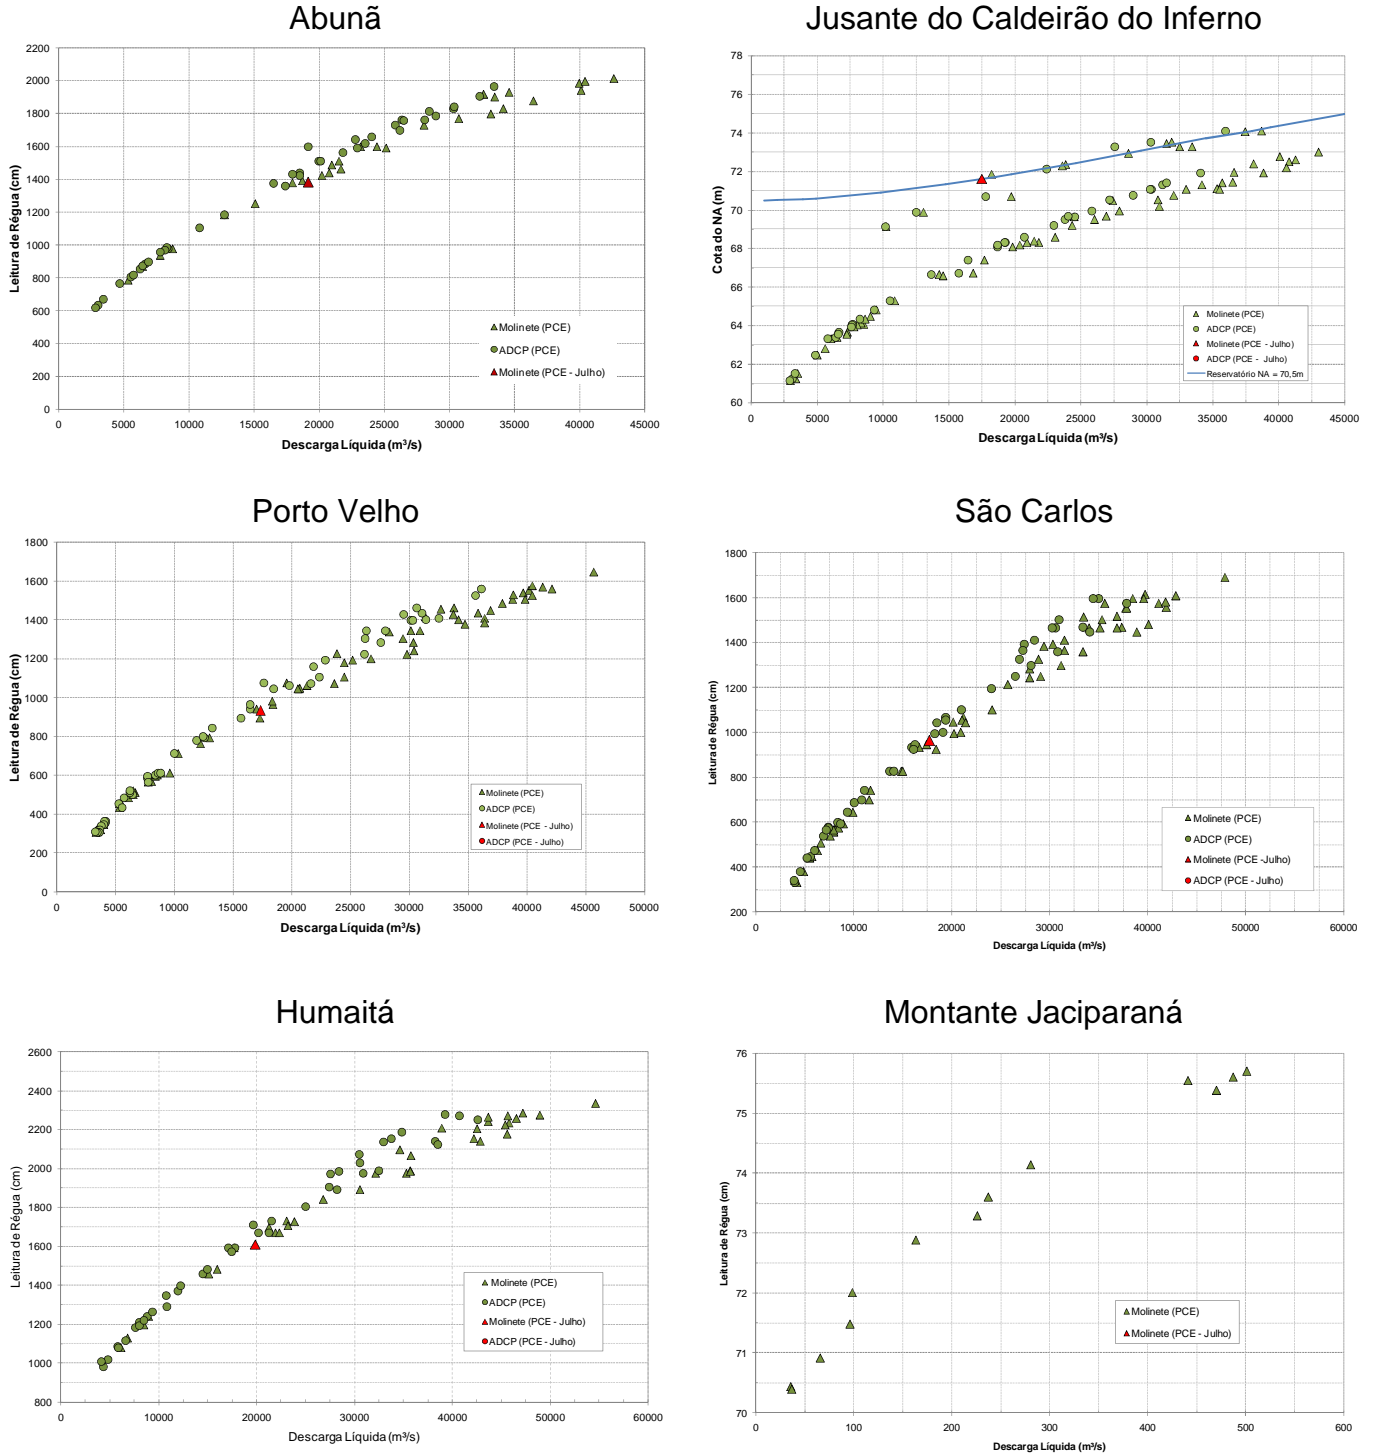 Abunã
2200
2000
1800
1600
1400
1200
1000
800
600
400
200
0
Leitura de Régua (cm)
Molinete (PCE)
ADCP (PCE)
Molinete (PCE - Julho)
0 5000 10000 15000 20000 25000 30000 35000 40000 45000
Descarga Líquida (m³/s)
Jusante do Caldeirão do Inferno
78
76
74
72
70
68
66
64
62
60
Cota do NA (m)
Molinete (PCE)
ADCP (PCE)
Molinete (PCE - Julho)
ADCP (PCE - Julho)
Reservatório NA = 70,5m
0 5000 10000 15000 20000 25000 30000 35000 40000 45000
Descarga Líquida (m³/s)
Porto Velho
1800
1600
1400
1200
1000
800
600
400
200
0
Leitura de Régua (cm)
Molinete (PCE)
ADCP (PCE)
Molinete (PCE - Julho)
ADCP (PCE - Julho)
0 5000 10000 15000 20000 25000 30000 35000 40000 45000 50000
Descarga Líquida (m³/s)
São Carlos
1800
1600
1400
1200
1000
800
600
400
200
Leitura de Régua (cm)
Molinete (PCE)
ADCP (PCE)
Molinete (PCE -Julho)
ADCP (PCE - Julho)
0 10000 20000 30000 40000 50000 60000
Descarga Líquida (m³/s)
Humaitá
2600
2400
2200
2000
1800
1600
1400
1200
1000
800
Leitura de Régua (cm)
Molinete (PCE)
ADCP (PCE)
Molinete (PCE - Julho)
ADCP (PCE - Julho)
0 10000 20000 30000 40000 50000 60000
Descarga Líquida (m³/s)
Montante Jaciparaná
76
75
74
73
72
71
70
Leitura de Régua (cm)
Molinete (PCE)
Molinete (PCE - Julho)
0 100 200 300 400 500 600
Descarga Líquida (m³/s)